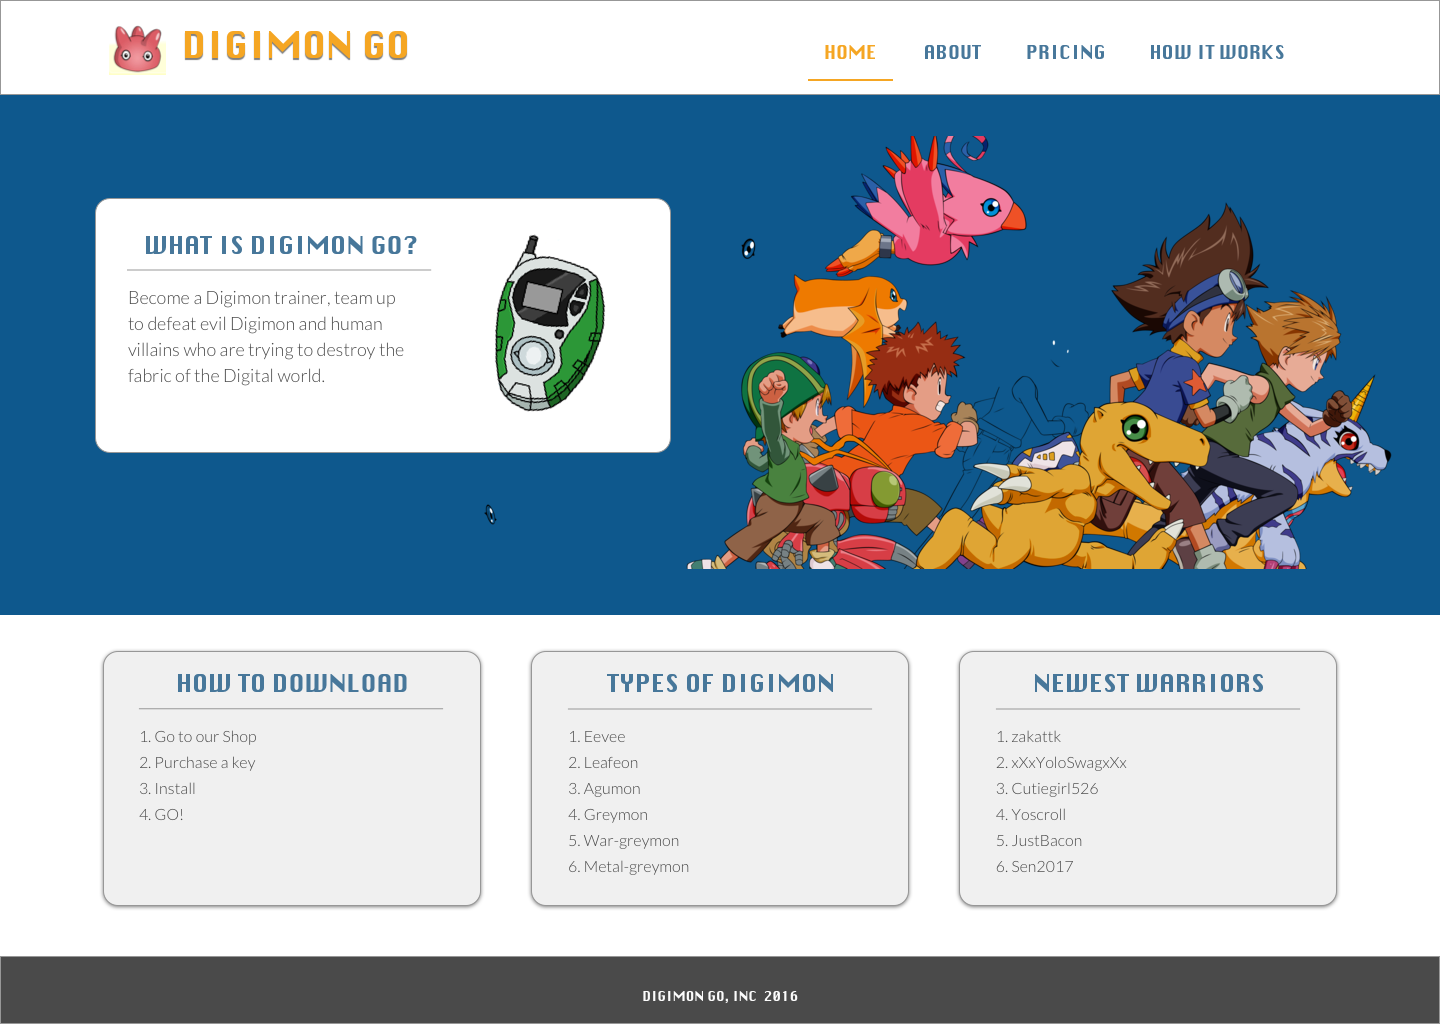 DIGIMON GO
HOME ABOUT PRICING HOW IT WORKS
WHAT IS DIGIMON GO?
Become a Digimon trainer, team up
to defeat evil Digimon and human
villains who are trying to destroy the
fabric of the Digital world.
HOW TO DOWNLOAD
1. Go to our Shop
2. Purchase a key
3. Install
4. GO!
TYPES OF DIGIMON
1. Eevee
2. Leafeon
3. Agumon
4. Greymon
5. War-greymon
6. Metal-greymon
NEWEST WARRIORS
1. zakattk
2. xXxYoloSwagxXx
3. Cutiegirl526
4. Yoscroll
5. JustBacon
6. Sen2017
DIGIMON GO, INC 2016